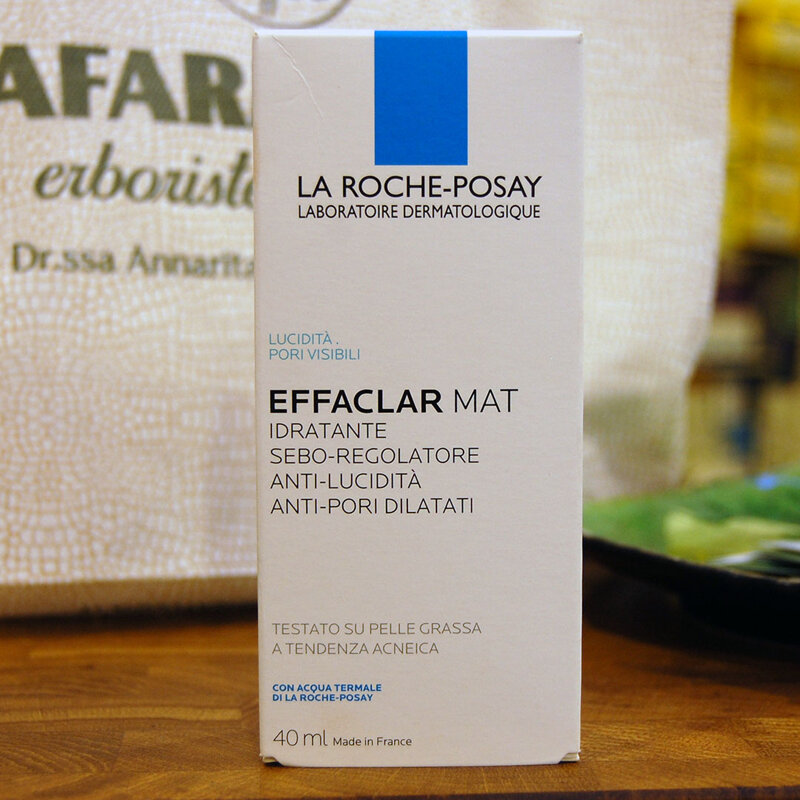 AFAR
erborist
Dr.ssa Annarita
LA ROCHE-POSAY
LABORATOIRE DERMATOLOGIQUE
LUCIDITÀ,
PORI VISIBILI
EFFACLAR MAT
IDRATANTE
SEBO-REGOLATORE
ANTI-LUCIDITÀ
ANTI-PORI DILATATI
TESTATO SU PELLE GRASSA
A TENDENZA ACNEICA
CON ACQUA TERMALE
DI LA ROCHE-POSAY
40 ml Made in France